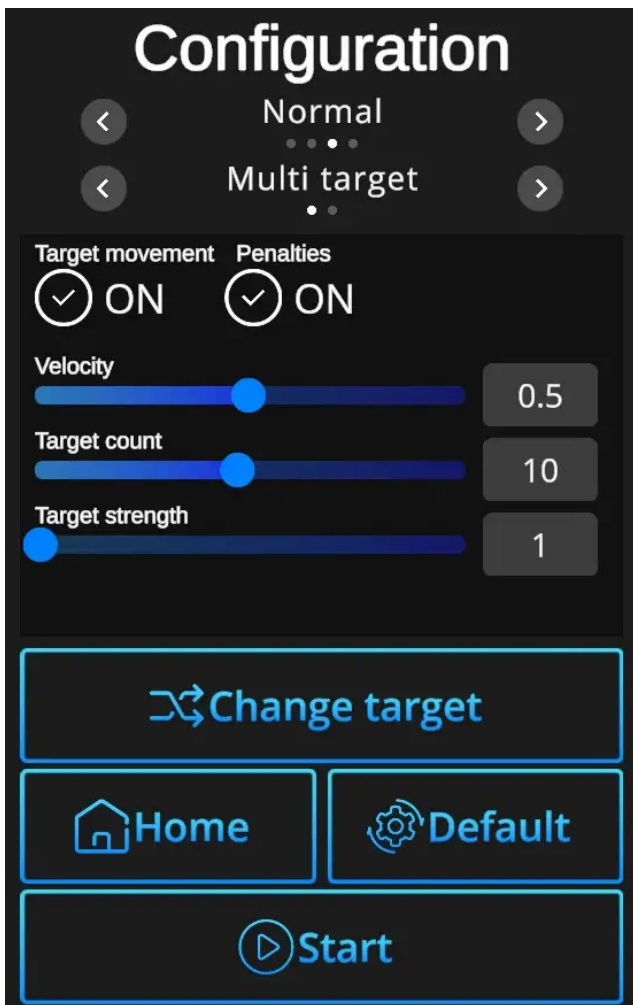 Configuration
Normal
Multi target
Target movement Penalties
ON ON
Velocity
0.5
Target count
10
Target strength
1
Change target
Home Default
Start